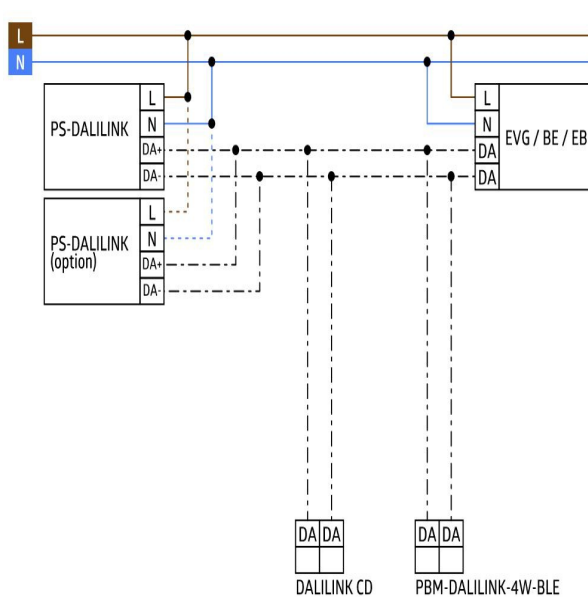 L
N
PS-DALILINK
L
N
DA+
DA-
EVG / BE / EB
L
N
DA
DA
PS-DALILINK
(option)
L
N
DA+
DA-
DA DA
DALILINK CD
DA DA
PBM-DALILINK-4W-BLE